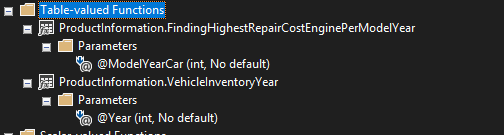 Table-valued Functions
ProductInformation.FindingHighestRepairCostEnginePerModelYear
Parameters
@ModelYearCar (int, No default)
ProductInformation.VehicleInventoryYear
Parameters
@Year (int, No default)
Scalar-valued Functions